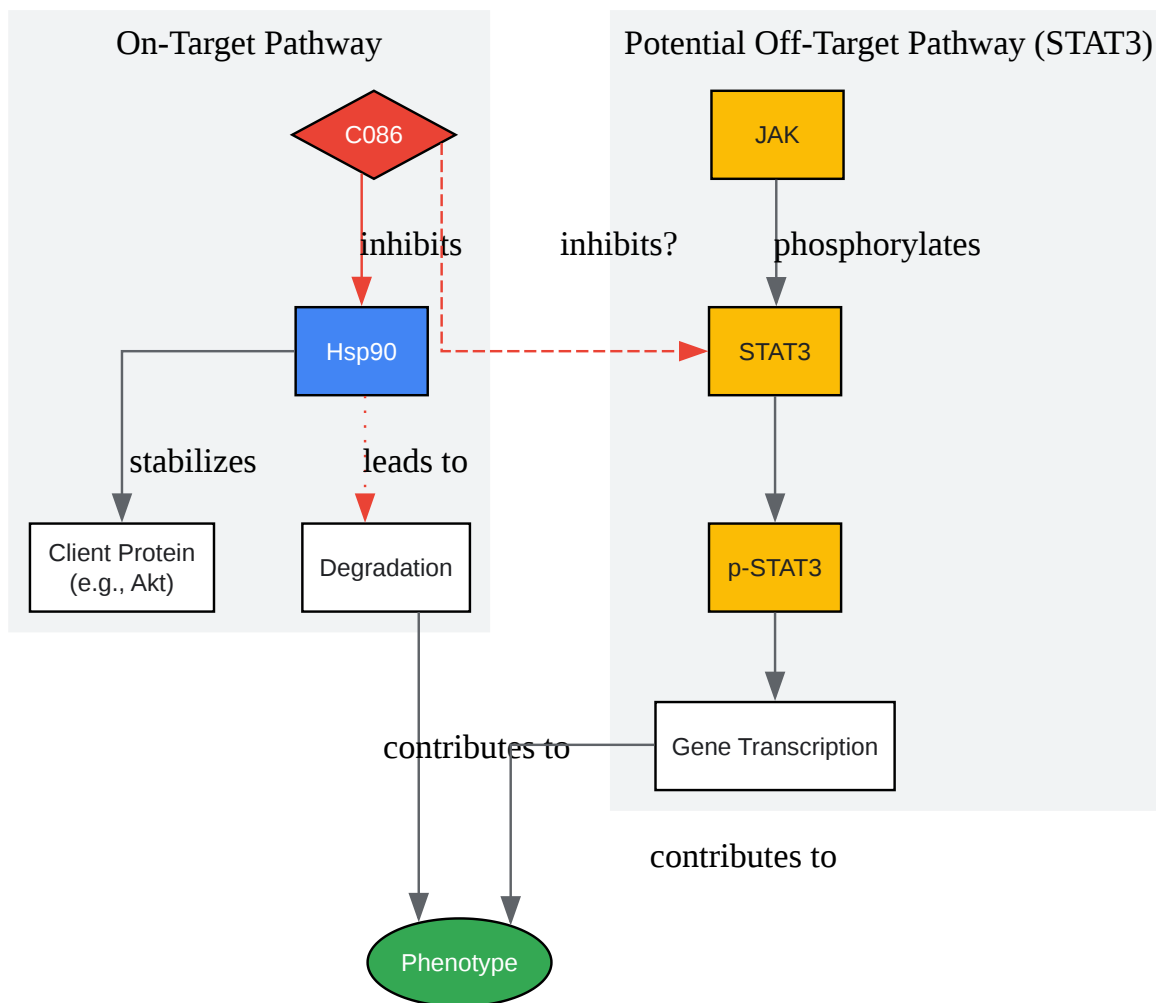 On-Target Pathway
Potential Off-Target Pathway (STAT3)
C086
JAK
inhibits
inhibits?
phosphorylates
Hsp90
STAT3
stabilizes
leads to
Client Protein
(e.g., Akt)
Degradation
p-STAT3
contributes to
Gene Transcription
contributes to
Phenotype